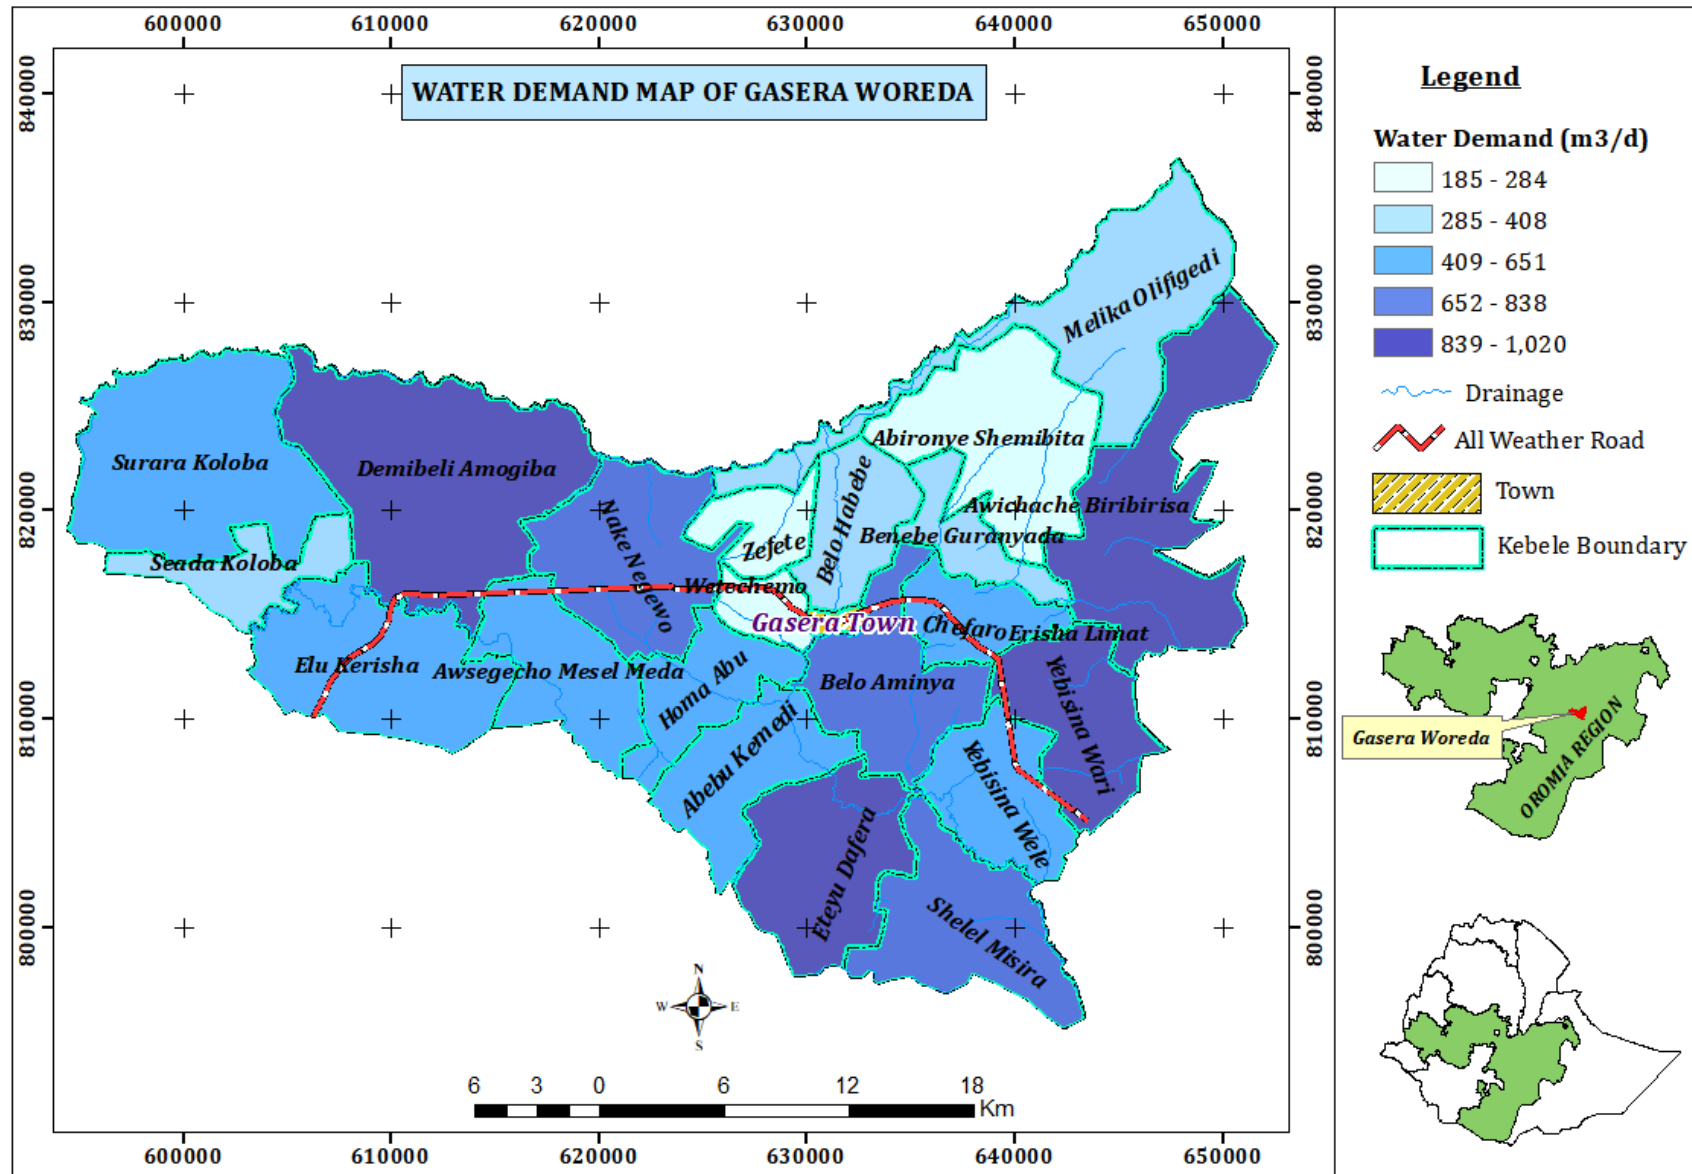 600000 610000 620000 630000 640000 650000
840000 840000
WATER DEMAND MAP OF GASERA WOREDA
830000 830000
820000 820000
810000 810000
800000 800000
Melika Olifigedi
Abironye Shemibita
Surara Koloba
Demibeli Amogiba
Nake Negewo
Belo Habebe
Awichache Biribirisa
Benebe Guranyada
Zefete
Seada Koloba
Wetechemo
Gasera Town
Chefaro
Erisha Limat
Elu Kerisha
Awsegecho Mesel Meda
Homa Abu
Belo Aminya
Yebisina Wari
Abebu Kemedi
Yebisina Wele
Eteyu Dafera
Shelel Misira
N
W E
S
6 3 0 6 12 18
Km
600000 610000 620000 630000 640000 650000
Legend
Water Demand (m3/d)
185 - 284
285 - 408
409 - 651
652 - 838
839 - 1,020
Drainage
All Weather Road
Town
Kebele Boundary
Gasera Woreda
OROMIA REGION